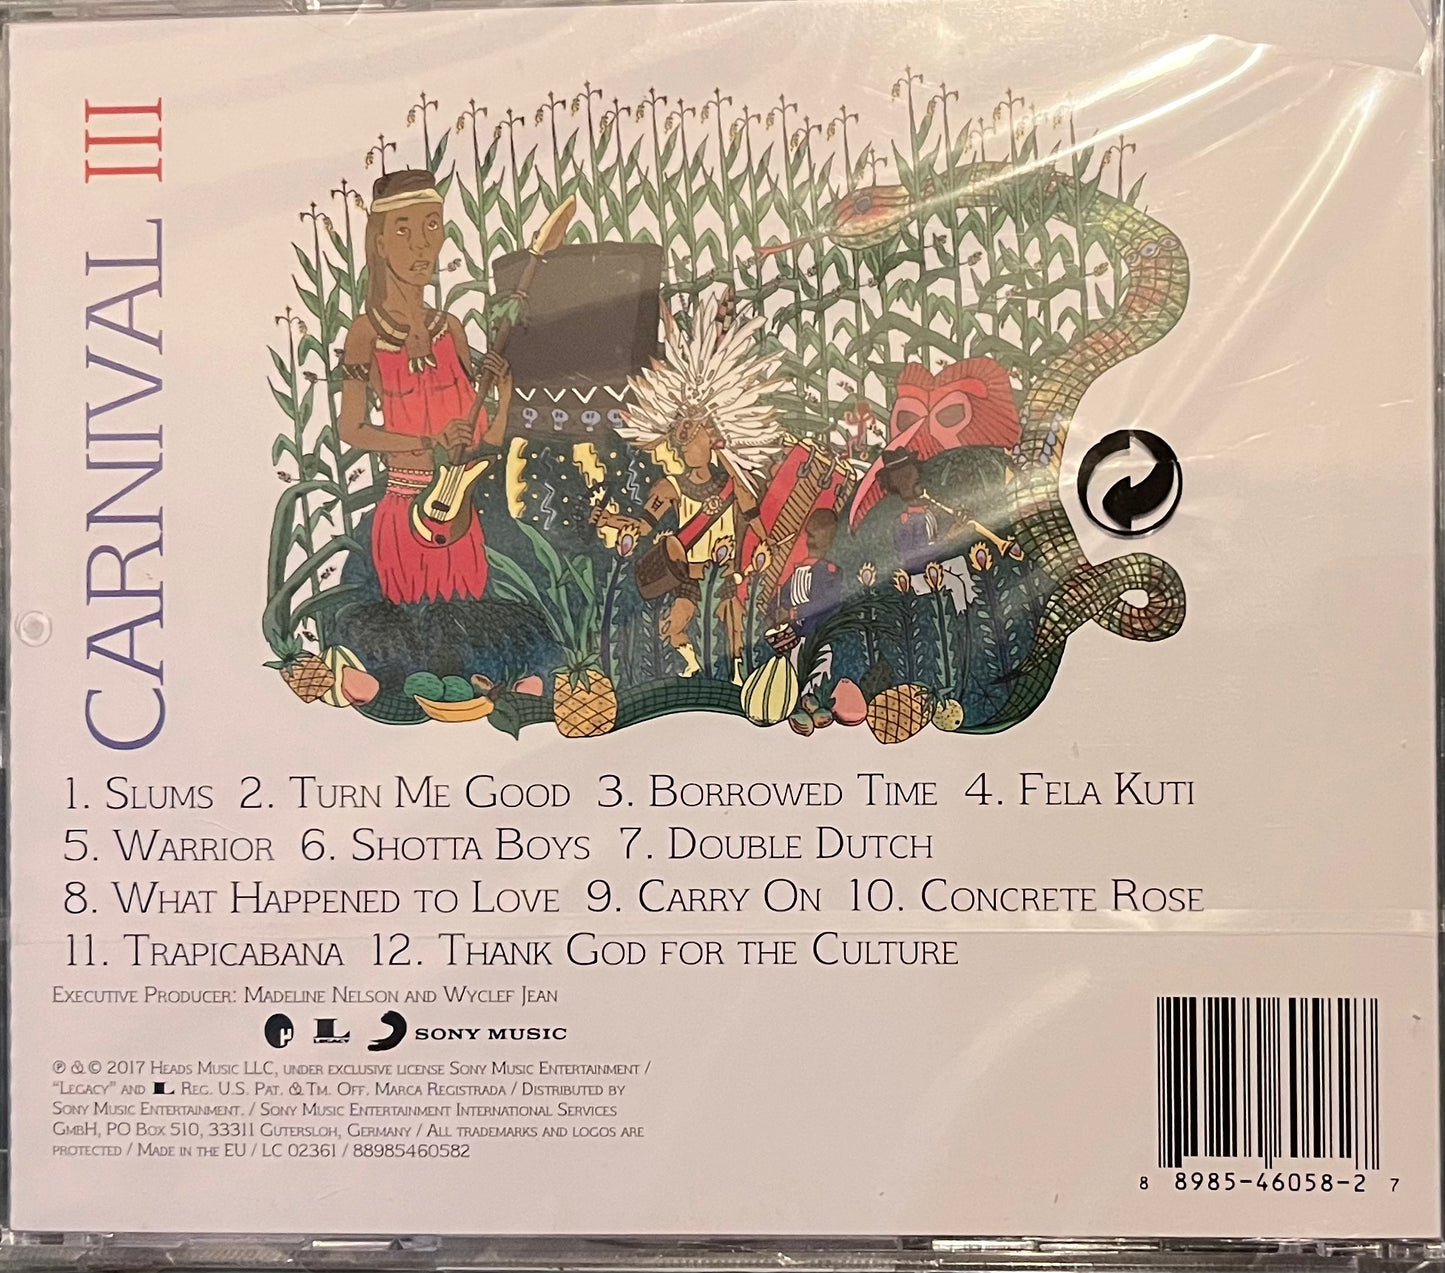 CARNIVAL III
1. Slums 2. Turn Me Good 3. Borrowed Time 4. Fela Kuti
5. Warrior 6. Shotta Boys 7. Double Dutch
8. What Happened to Love 9. Carry On 10. Concrete Rose
11. Trapicabana 12. Thank God for the Culture
Executive Producer: Madeline Nelson and Wyclef Jean
L LEGACY SONY MUSIC
℗ & © 2017 Heads Music LLC, under exclusive license Sony Music Entertainment /
"Legacy" and L Reg. U.S. Pat. & Tm. Off. Marca Registrada / Distributed by
Sony Music Entertainment. / Sony Music Entertainment International Services
GmbH, PO Box 510, 33311 Gutersloh, Germany / All trademarks and logos are
protected / Made in the EU / LC 02361 / 88985460582
8 8985-46058-2 7